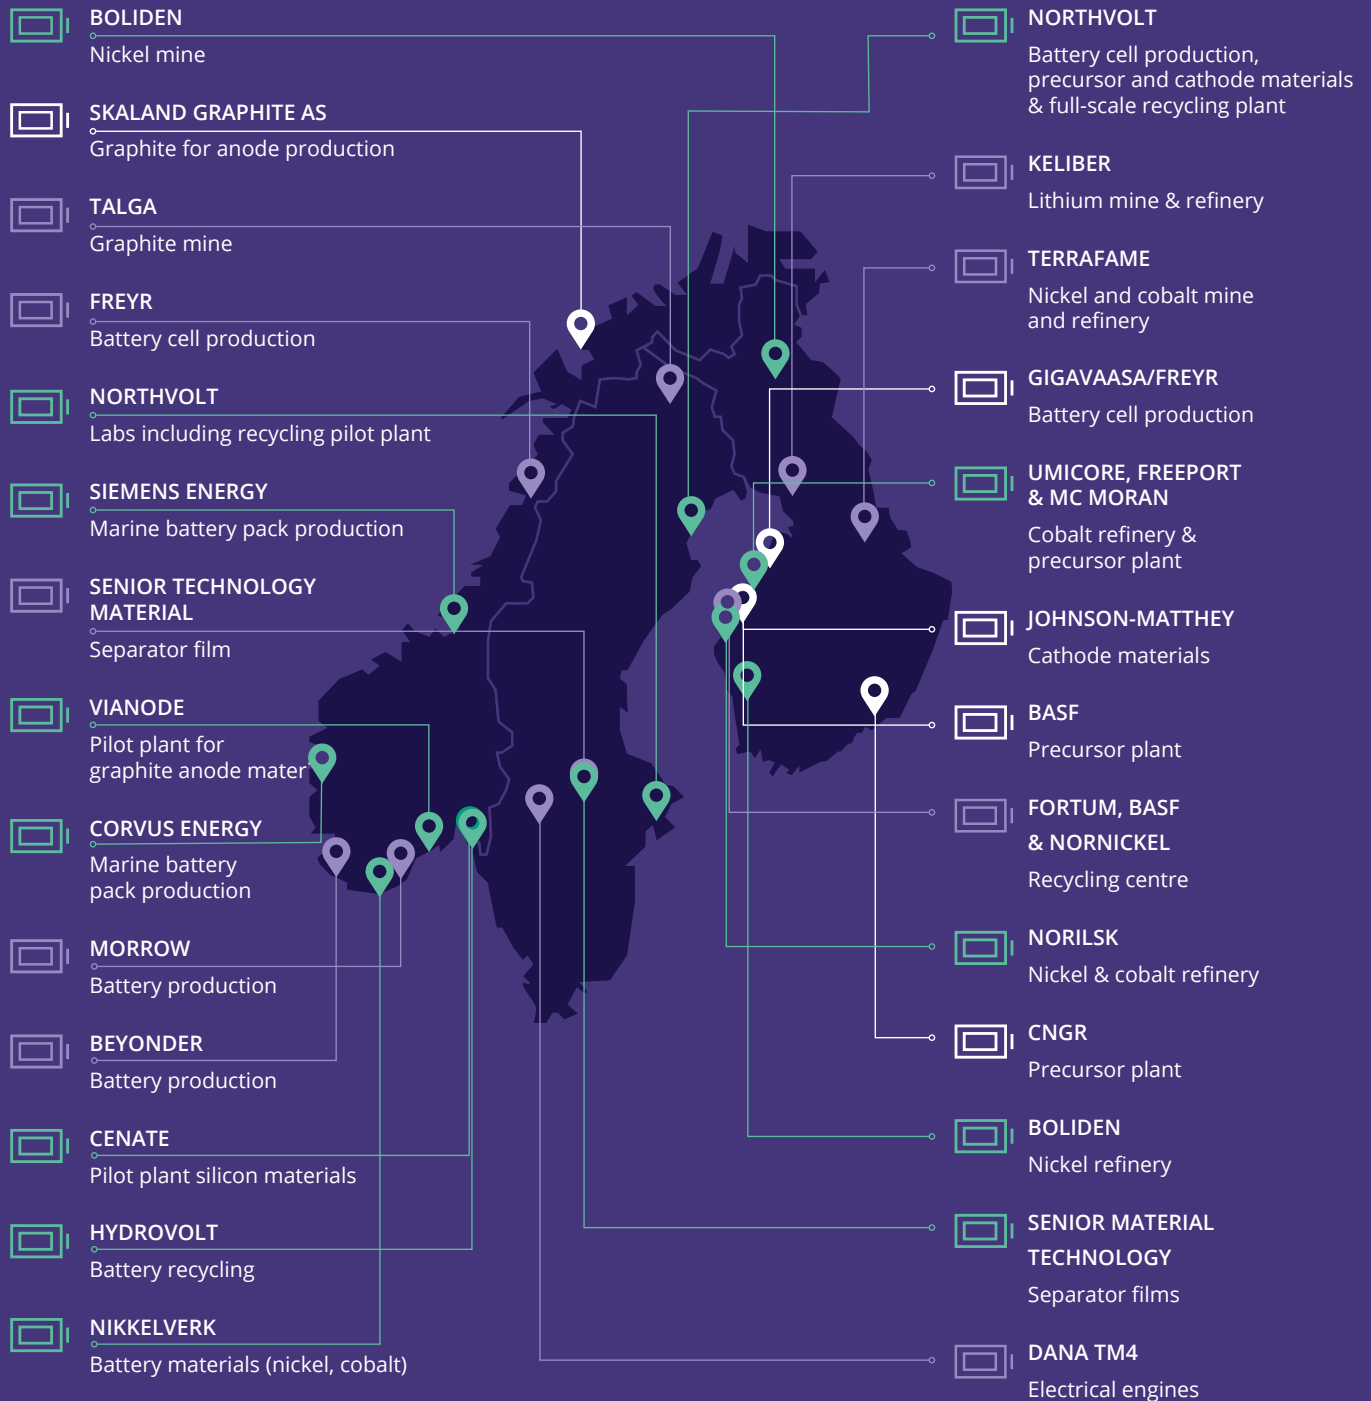 BOLIDEN
Nickel mine
SKALAND GRAPHITE AS
Graphite for anode production
TALGA
Graphite mine
FREYR
Battery cell production
NORTHVOLT
Labs including recycling pilot plant
SIEMENS ENERGY
Marine battery pack production
SENIOR TECHNOLOGY
MATERIAL
Separator film
VIANODE
Pilot plant for
graphite anode mater
CORVUS ENERGY
Marine battery
pack production
MORROW
Battery production
BEYONDER
Battery production
CENATE
Pilot plant silicon materials
HYDROVOLT
Battery recycling
NIKKELVERK
Battery materials (nickel, cobalt)
NORTHVOLT
Battery cell production,
precursor and cathode materials
& full-scale recycling plant
KELIBER
Lithium mine & refinery
TERRAFAME
Nickel and cobalt mine
and refinery
GIGAVAASA/FREYR
Battery cell production
UMICORE, FREEPORT
& MC MORAN
Cobalt refinery &
precursor plant
JOHNSON-MATTHEY
Cathode materials
BASF
Precursor plant
FORTUM, BASF
& NORNICKEL
Recycling centre
NORILSK
Nickel & cobalt refinery
CNGR
Precursor plant
BOLIDEN
Nickel refinery
SENIOR MATERIAL
TECHNOLOGY
Separator films
DANA TM4
Electrical engines